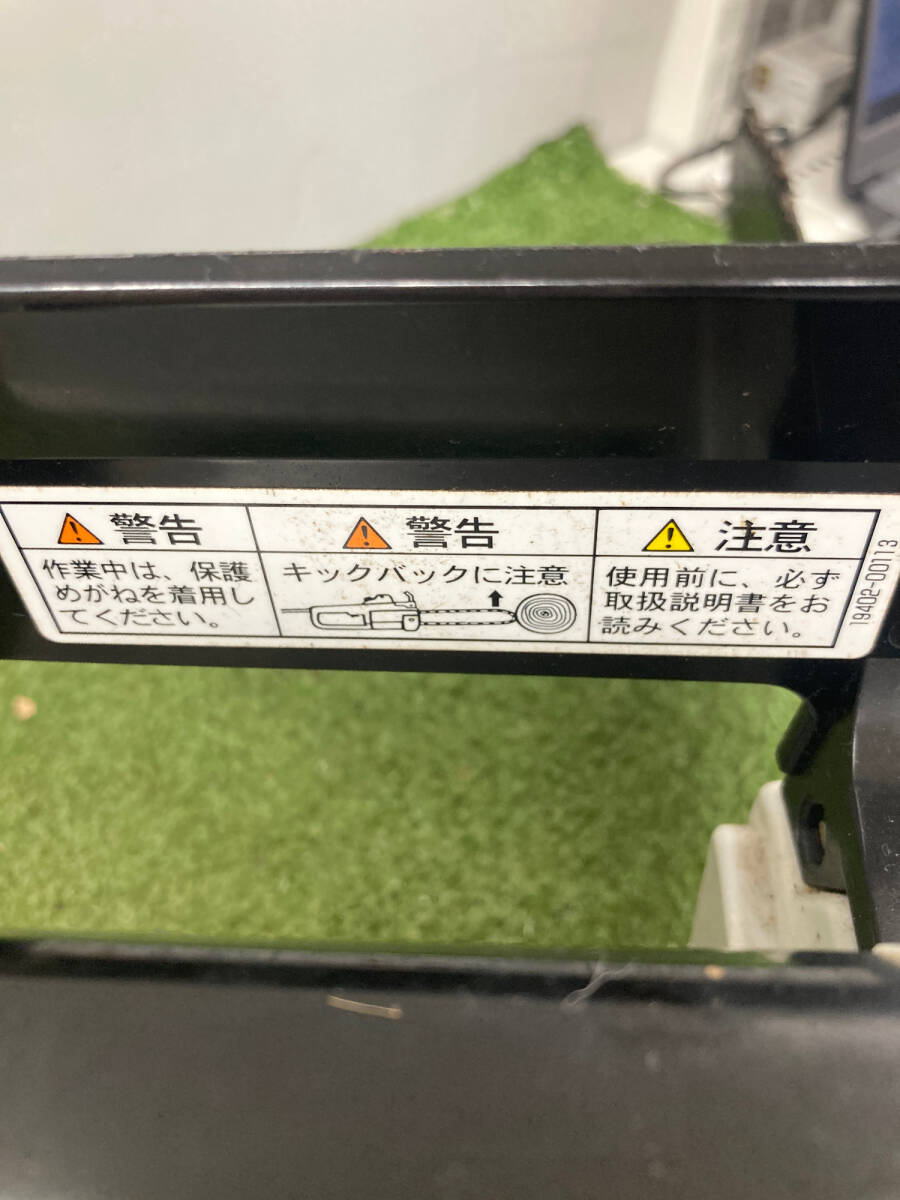 ⚠ 警告
作業中は、保護
めがねを着用し
てください。
⚠ 警告
キックバックに注意
⚠ 注意
使用前に、必ず
取扱説明書をお
読みください。
19402-00113